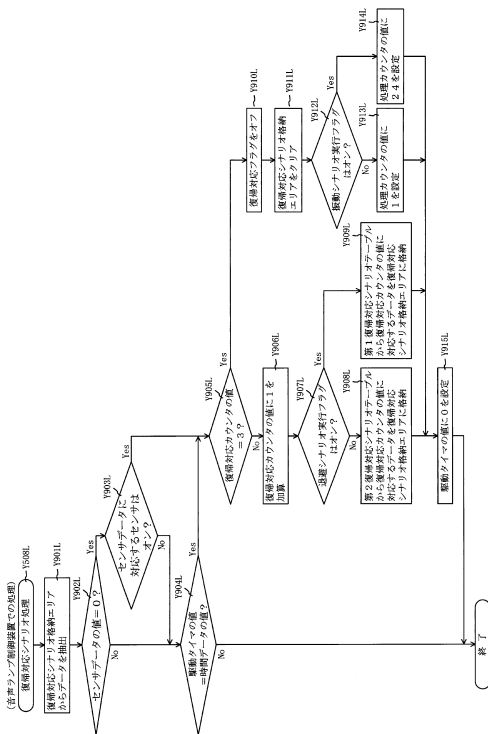 (音声ランプ制御装置での処理)
復帰対応シナリオ処理
Y508L
復帰対応シナリオ格納エリア
からデータを抽出
Y901L
センサデータの値=0?
Y902L
Yes
No
センサデータに
対応するセンサは
オン?
Y903L
Yes
No
駆動タイマの値
=時間データの値?
Y904L
Yes
No
復帰対応カウンタの値
=3?
Y905L
Yes
No
復帰対応カウンタの値に1を
加算
Y906L
退避シナリオ実行フラグ
はオン?
Y907L
Yes
No
第2復帰対応シナリオテーブル
から復帰対応カウンタの値に
対応するデータを復帰対応
シナリオ格納エリアに格納
Y908L
第1復帰対応シナリオテーブル
から復帰対応カウンタの値に
対応するデータを復帰対応
シナリオ格納エリアに格納
Y909L
復帰対応フラグをオフ
Y910L
復帰対応シナリオ格納
エリアをクリア
Y911L
振動シナリオ実行フラグ
はオン?
Y912L
Yes
No
処理カウンタの値に
1を設定
Y913L
処理カウンタの値に
24を設定
Y914L
駆動タイマの値に0を設定
Y915L
終了